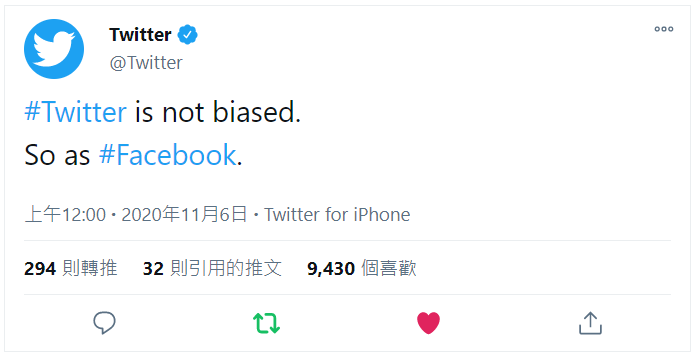 Twitter
@Twitter
#Twitter is not biased.
So as #Facebook.
上午12:00 · 2020年11月6日 · Twitter for iPhone
294 則轉推 32 則引用的推文 9,430 個喜歡